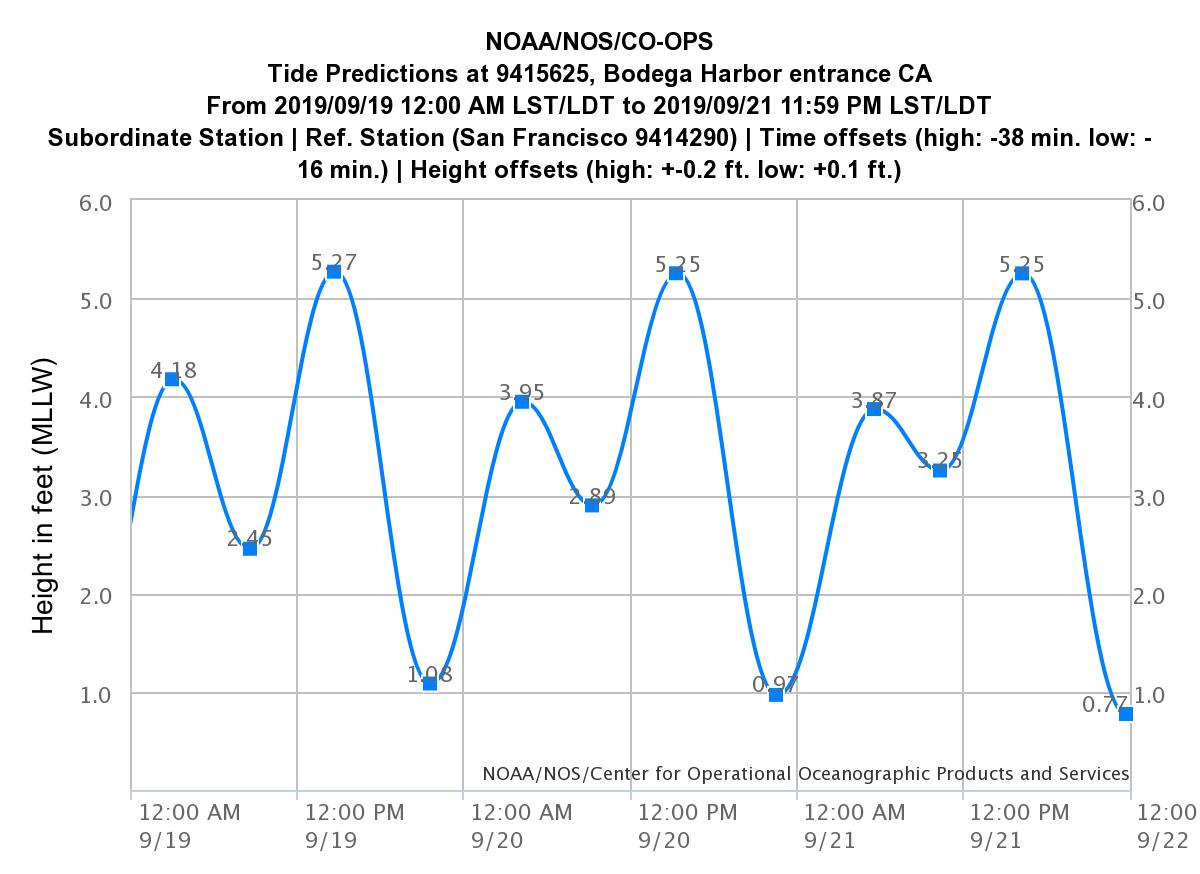 NOAA/NOS/CO-OPS
Tide Predictions at 9415625, Bodega Harbor entrance CA
From 2019/09/19 12:00 AM LST/LDT to 2019/09/21 11:59 PM LST/LDT
Subordinate Station | Ref. Station (San Francisco 9414290) | Time offsets (high: -38 min. low: -
16 min.) | Height offsets (high: +-0.2 ft. low: +0.1 ft.)
6.0 6.0
5.27 5.25 5.25
5.0 5.0
4.18
4.0 3.95 3.87 4.0
3.25
3.0 2.89 3.0
2.45
2.0 2.0
1.08 0.97 0.77
1.0 1.0
Height in feet (MLLW)
NOAA/NOS/Center for Operational Oceanographic Products and Services
12:00 AM 12:00 PM 12:00 AM 12:00 PM 12:00 AM 12:00 PM 12:00
9/19 9/19 9/20 9/20 9/21 9/21 9/22